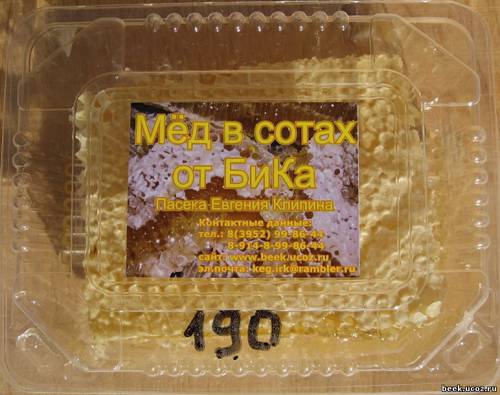 Мёд в сотах
от БиКа
Пасека Евгения Клипина
Контактные данные:
тел.: 8(3952) 99-86-44
8-914-8-99-86-44
сайт: www.beek.ucoz.ru
эл.почта: keg.irk@rambler.ru
190
beek.ucoz.ru